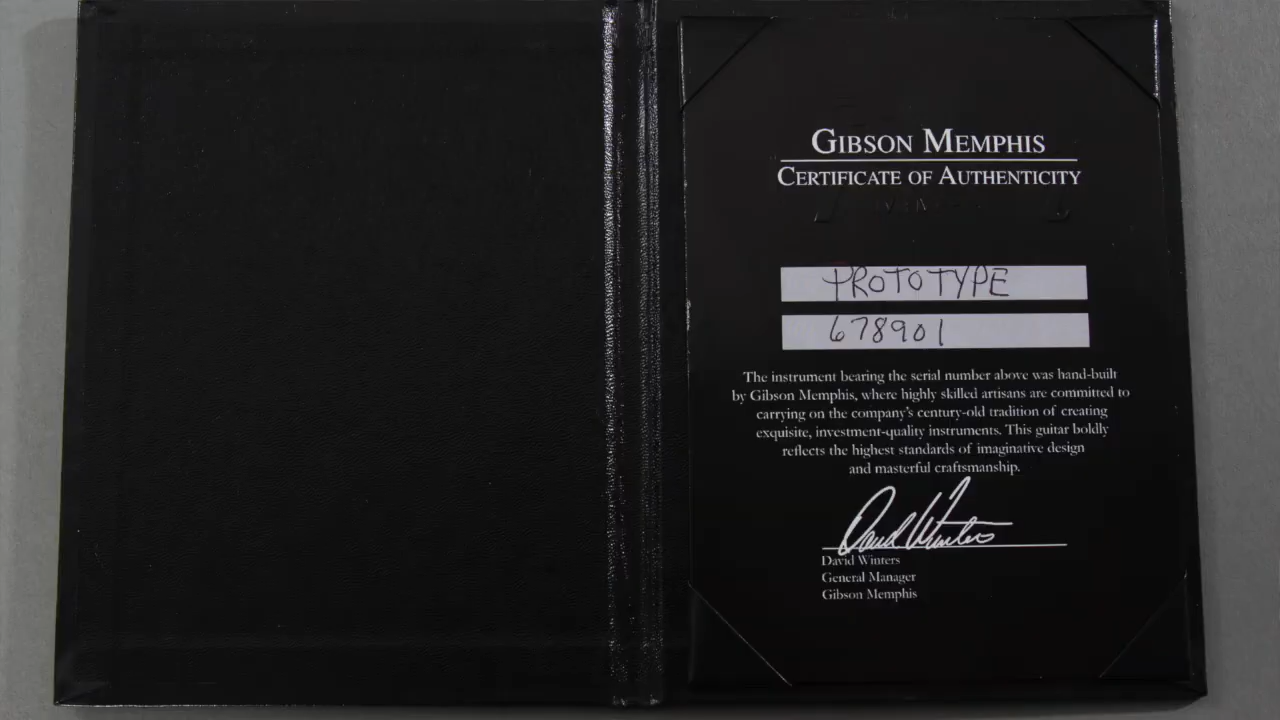 GIBSON MEMPHIS
CERTIFICATE OF AUTHENTICITY
PROTOTYPE
678901
The instrument bearing the serial number above was hand-built
by Gibson Memphis, where highly skilled artisans are committed to
carrying on the company's century-old tradition of creating
exquisite, investment-quality instruments. This guitar boldly
reflects the highest standards of imaginative design
and masterful craftsmanship.
David Winters
David Winters
General Manager
Gibson Memphis